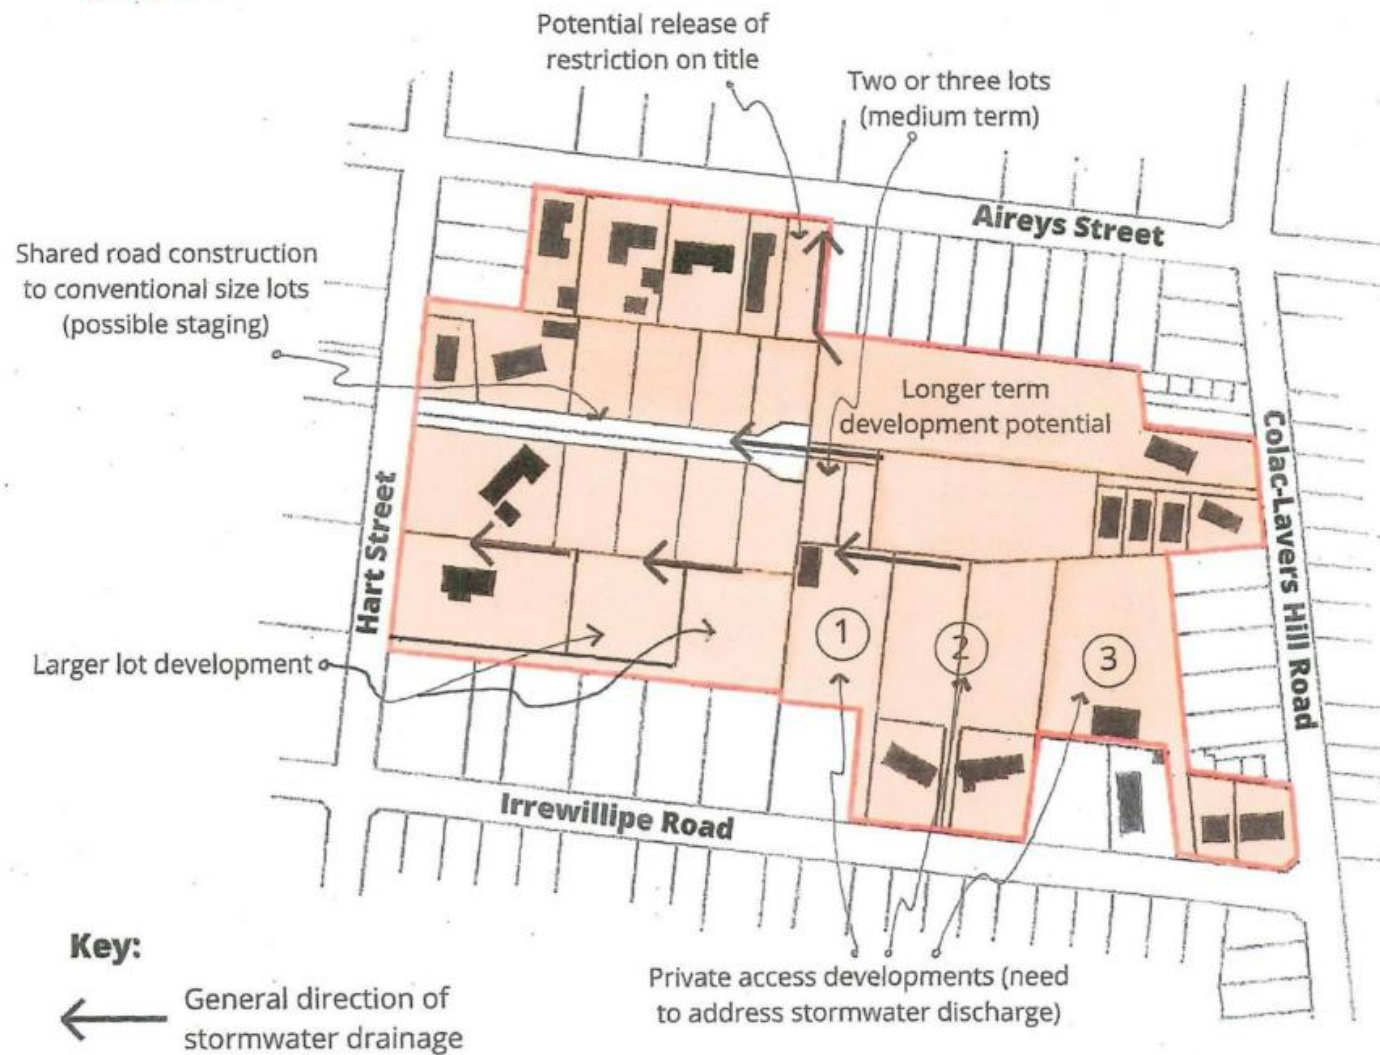 Potential release of
restriction on title
Two or three lots
(medium term)
Aireys Street
Shared road construction
to conventional size lots
(possible staging)
Longer term
development potential
Colac-Lavers Hill Road
Hart Street
1
2
3
Larger lot development
Irrewillipe Road
Key:
General direction of
stormwater drainage
Private access developments (need
to address stormwater discharge)